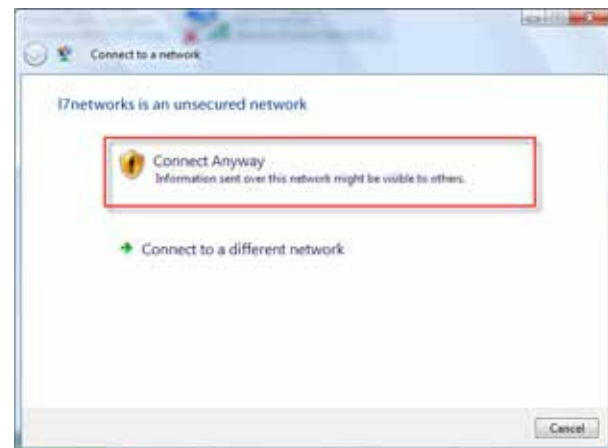 Connect to a network
l7networks is an unsecured network
Connect Anyway
Information sent over this network might be visible to others.
Connect to a different network
Cancel